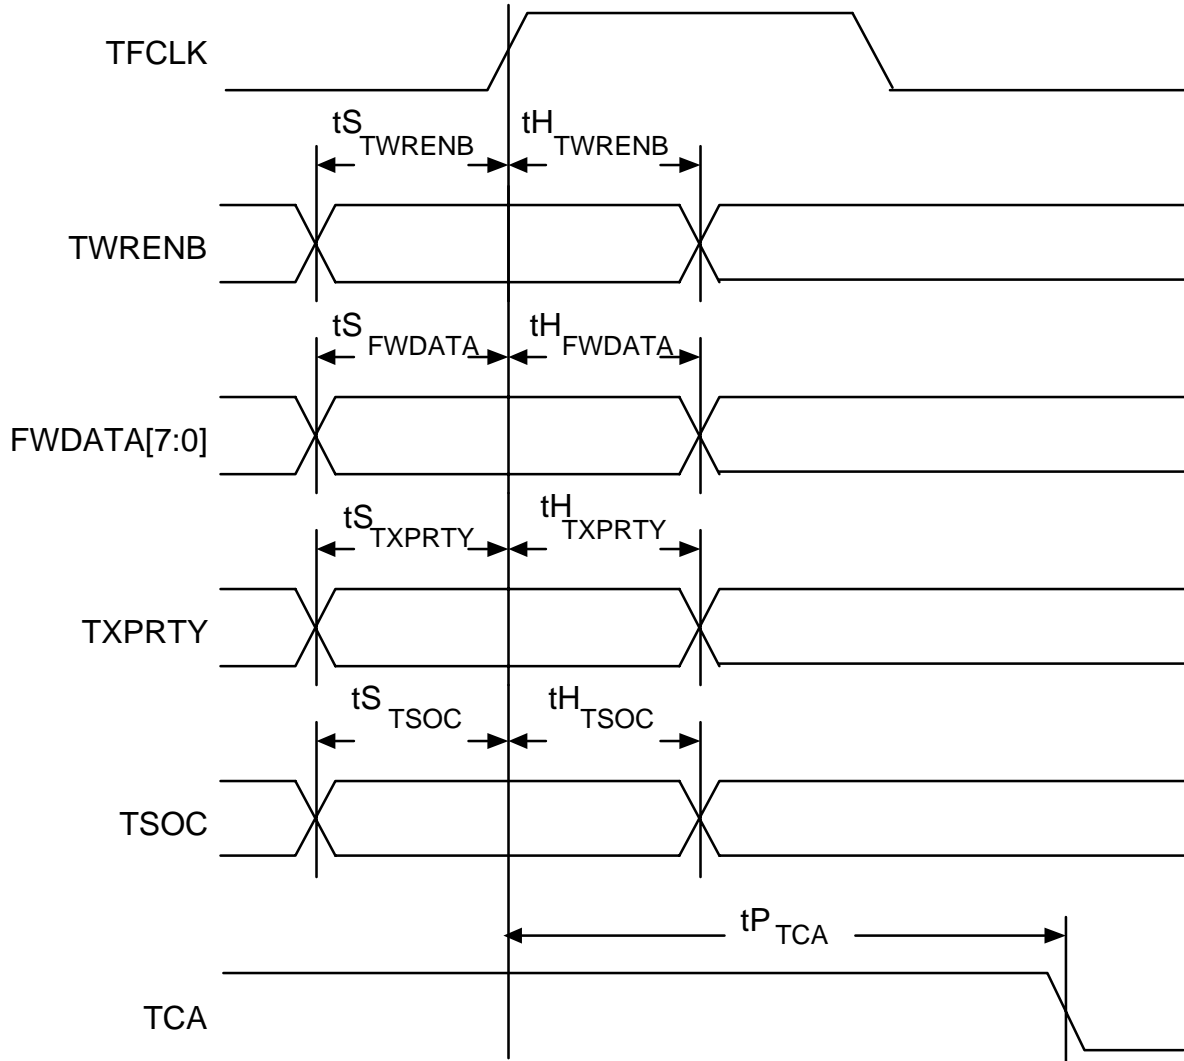 TFCLK
tS TWRENB tH TWRENB
TWRENB
tS FWDATA tH FWDATA
FWDATA[7:0]
tS TXPRTY tH TXPRTY
TXPRTY
tS TSOC tH TSOC
TSOC
tP TCA
TCA